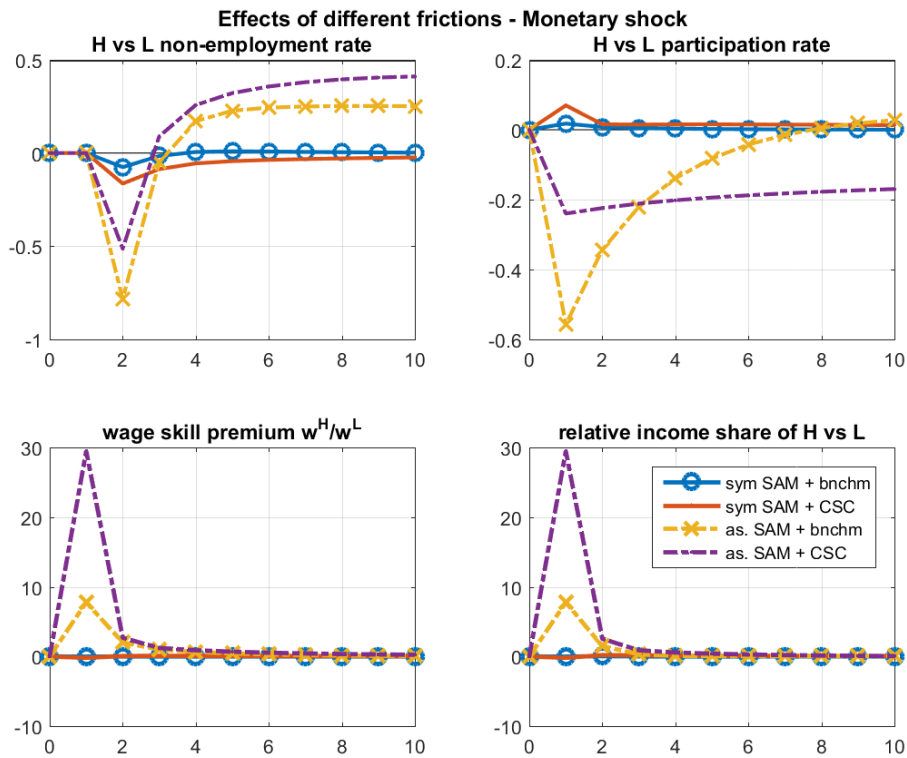 Effects of different frictions - Monetary shock
H vs L non-employment rate
0.5
0
-0.5
-1
0 2 4 6 8 10
H vs L participation rate
0.2
0
-0.2
-0.4
-0.6
0 2 4 6 8 10
wage skill premium w^H/w^L
30
20
10
0
-10
0 2 4 6 8 10
relative income share of H vs L
30
20
10
0
-10
0 2 4 6 8 10
sym SAM + bnchm
sym SAM + CSC
as. SAM + bnchm
as. SAM + CSC